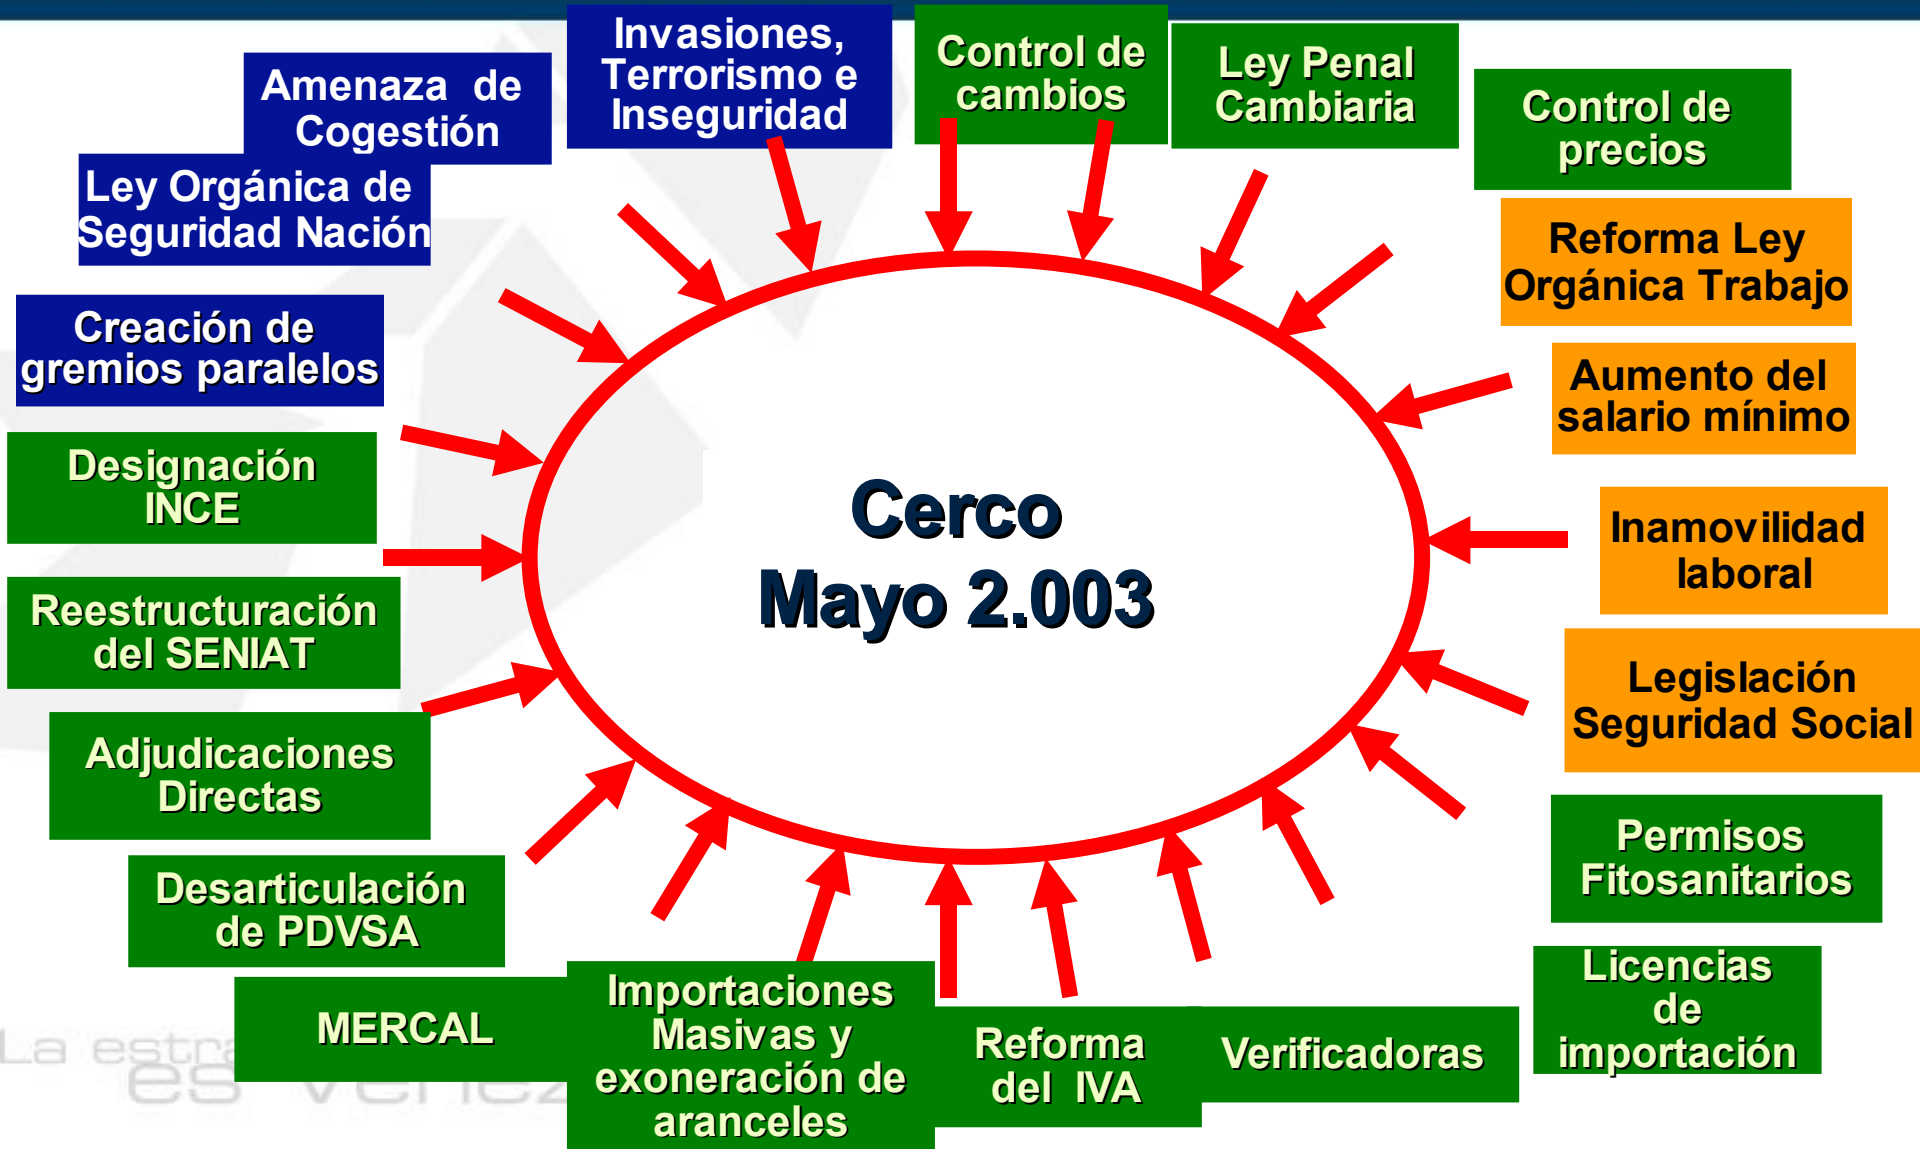 Invasiones,
Terrorismo e
Inseguridad
Control de
cambios
Ley Penal
Cambiaria
Control de
precios
Reforma Ley
Orgánica Trabajo
Aumento del
salario mínimo
Inamovilidad
laboral
Legislación
Seguridad Social
Permisos
Fitosanitarios
Licencias
de
importación
Verificadoras
Reforma
del IVA
Importaciones
Masivas y
exoneración de
aranceles
MERCAL
Desarticulación
de PDVSA
Adjudicaciones
Directas
Reestructuración
del SENIAT
Designación
INCE
Creación de
gremios paralelos
Ley Orgánica de
Seguridad Nación
Amenaza de
Cogestión
Cerco
Mayo 2.003
La
es